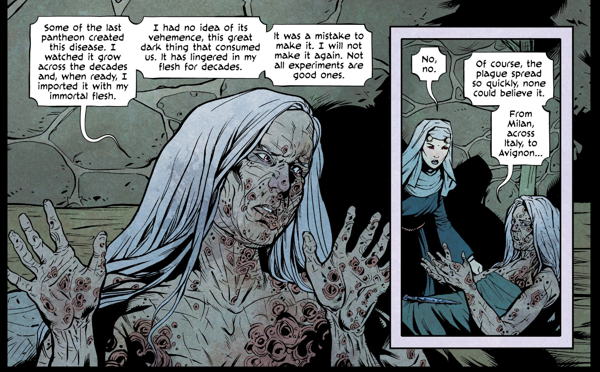 Some of the last
pantheon created
this disease. I
watched it grow
across the decades
and, when ready, I
imported it with my
immortal flesh.
I had no idea of its
vehemence, this great
dark thing that consumed
us. It has lingered in my
flesh for decades.
It was a mistake to
make it. I will not
make it again. Not
all experiments are
good ones.
No,
no.
Of course, the
plague spread
so quickly, none
could believe it.
From
Milan,
across
Italy, to
Avignon...